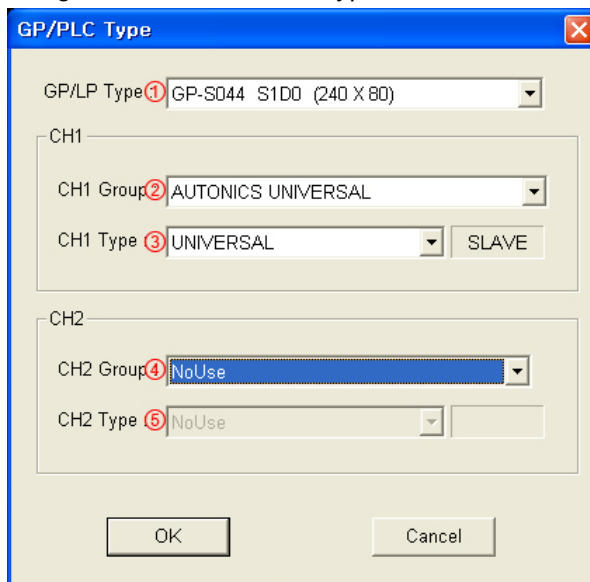 GP/PLC Type
GP/LP Type ① GP-S044 S1D0 (240 X 80)
CH1
CH1 Group ② AUTONICS UNIVERSAL
CH1 Type ③ UNIVERSAL SLAVE
CH2
CH2 Group ④ NoUse
CH2 Type ⑤ NoUse
OK Cancel